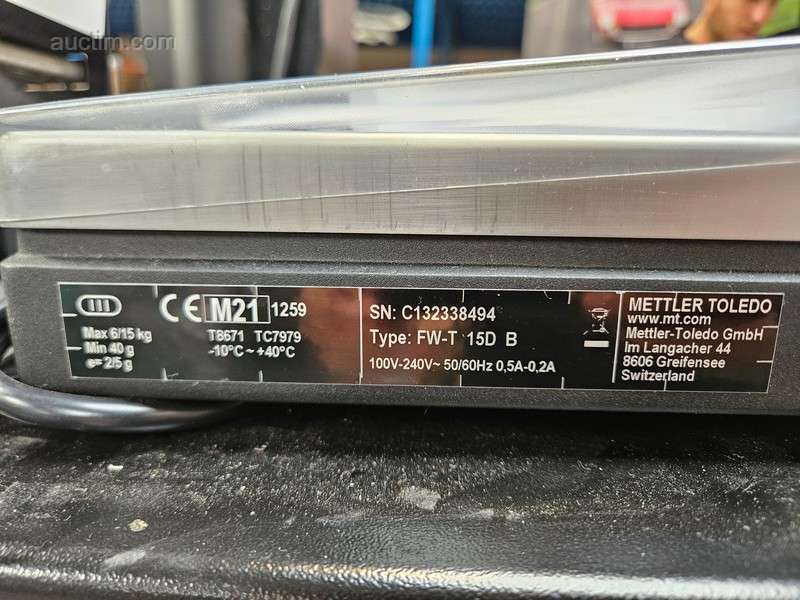 auctim.com
Max 6/15 kg
Min 40 g
e= 2/5 g
CE M21 1259
T8671 TC7979
-10°C ~ +40°C
SN: C132338494
Type: FW-T 15D B
100V-240V~ 50/60Hz 0,5A-0,2A
METTLER TOLEDO
www.mt.com
Mettler-Toledo GmbH
Im Langacher 44
8606 Greifensee
Switzerland